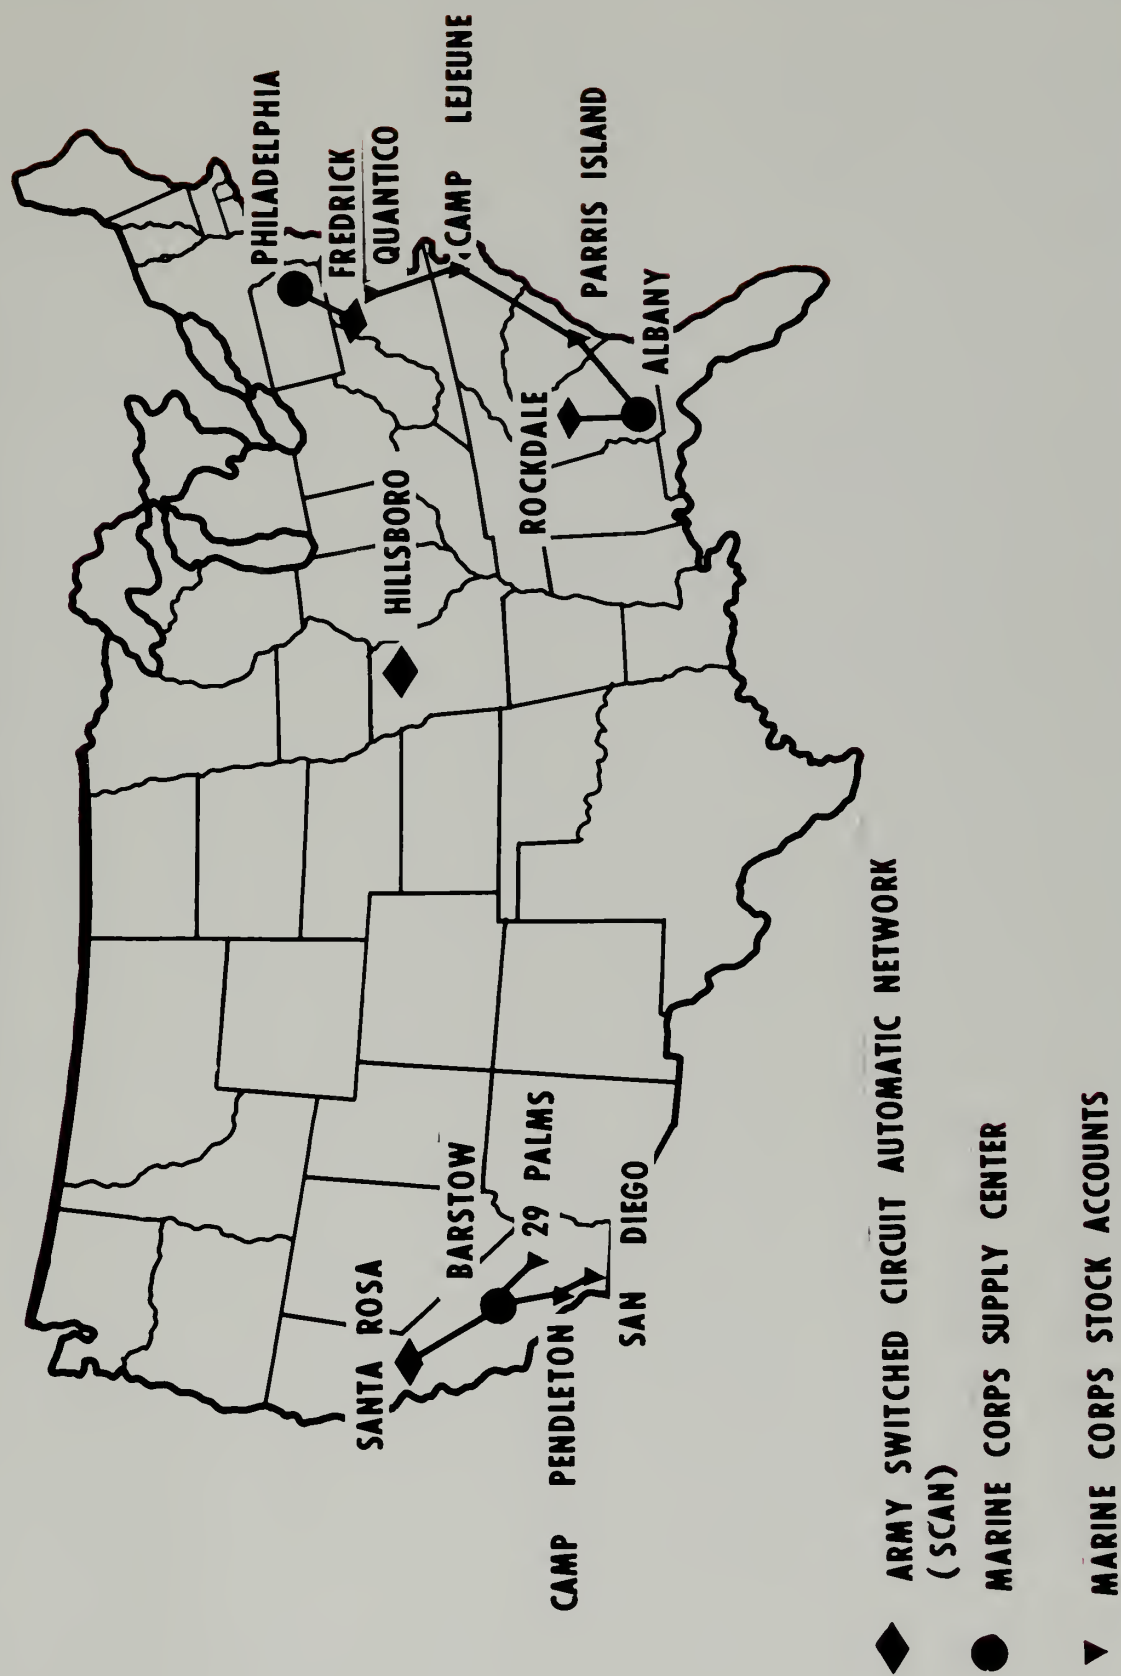 PHILADELPHIA
FREDRICK
QUANTICO
CAMP LEJEUNE
HILLSBORO
SANTA ROSA
BARSTOW
ROCKDALE
PARRIS ISLAND
29 PALMS
ALBANY
CAMP PENDLETON
SAN DIEGO
ARMY SWITCHED CIRCUIT AUTOMATIC NETWORK
(SCAN)
MARINE CORPS SUPPLY CENTER
MARINE CORPS STOCK ACCOUNTS